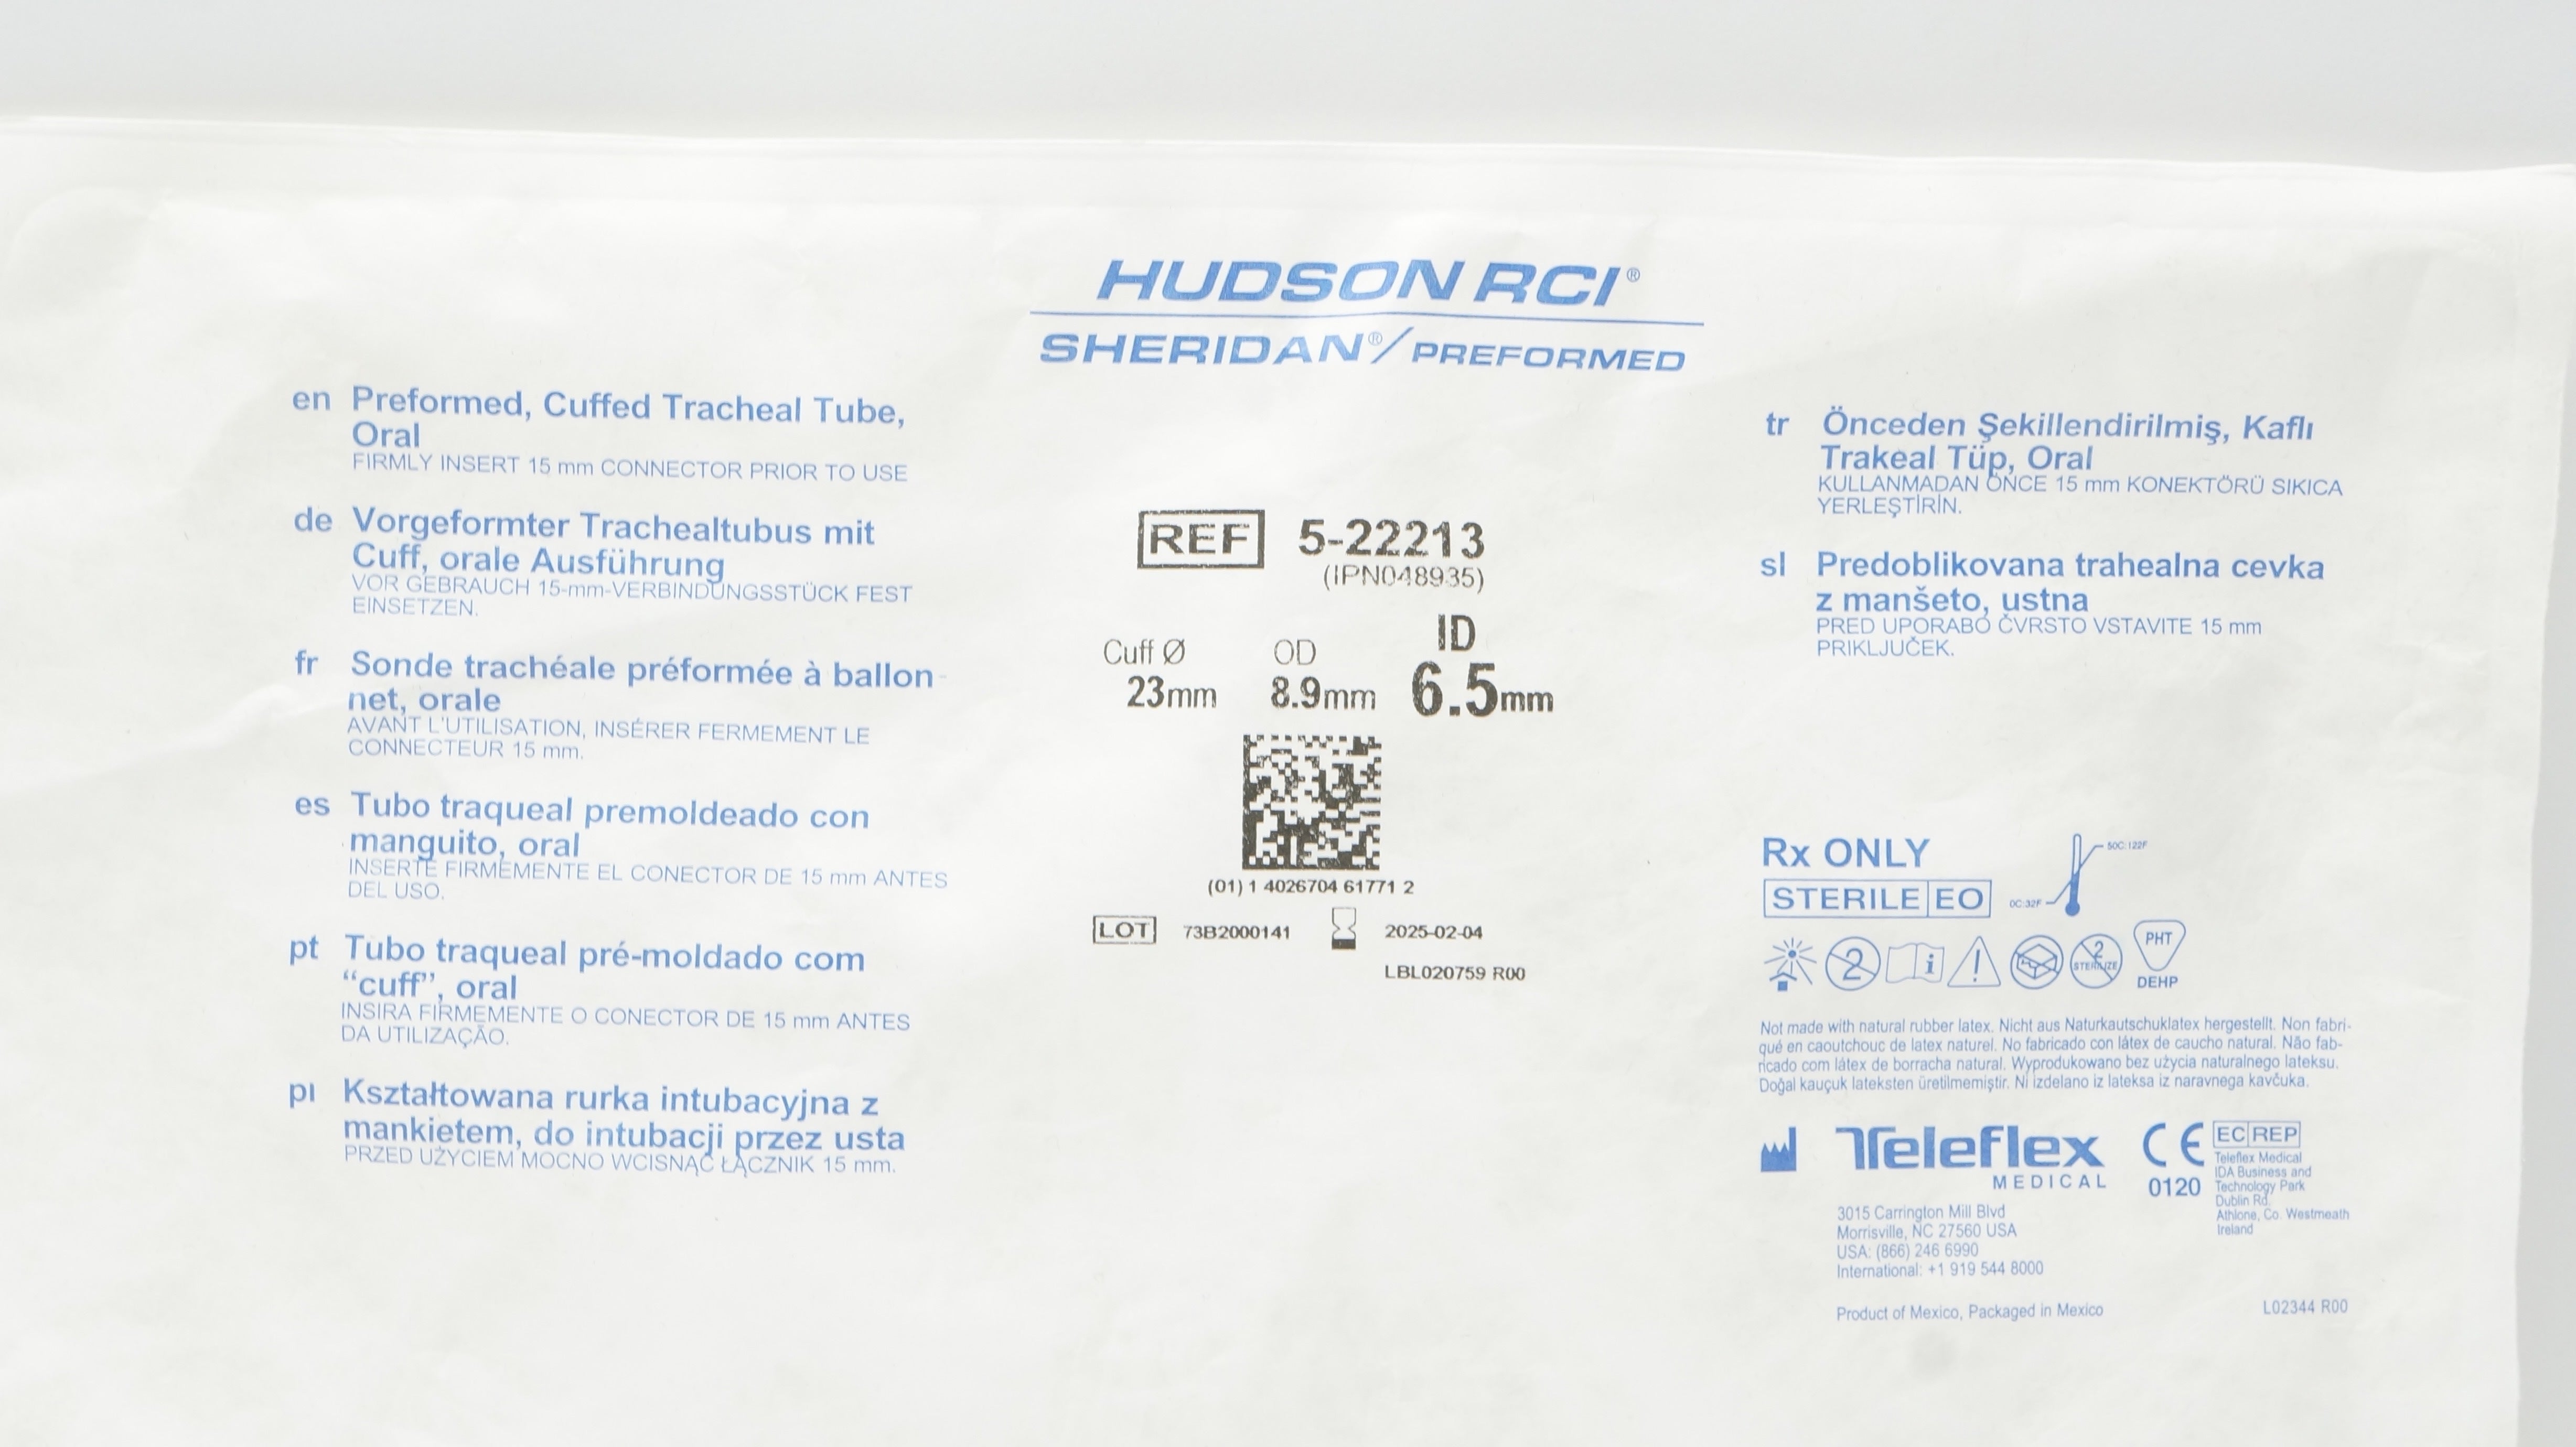 HUDSON RCI®
SHERIDAN®/PREFORMED
en Preformed, Cuffed Tracheal Tube,
Oral
FIRMLY INSERT 15 mm CONNECTOR PRIOR TO USE
de Vorgeformter Trachealtubus mit
Cuff, orale Ausführung
VOR GEBRAUCH 15-mm-VERBINDUNGSSTÜCK FEST
EINSETZEN.
fr Sonde trachéale préformée à ballon-
net, orale
AVANT L'UTILISATION, INSÉRER FERMEMENT LE
CONNECTEUR 15 mm.
es Tubo traqueal premoldeado con
manguito, oral
INSERTE FIRMEMENTE EL CONECTOR DE 15 mm ANTES
DEL USO.
pt Tubo traqueal pré-moldado com
“cuff”, oral
INSIRA FIRMEMENTE O CONECTOR DE 15 mm ANTES
DA UTILIZAÇÃO.
pl Kształtowana rurka intubacyjna z
mankietem, do intubacji przez usta
PRZED UŻYCIEM MOCNO WCISNĄĆ ŁĄCZNIK 15 mm.
REF 5-22213
(IPN048935)
Cuff Ø OD ID
23mm 8.9mm 6.5mm
(01) 1 4026704 61771 2
LOT 73B2000141 2025-02-04
LBL020759 R00
tr Önceden Şekillendirilmiş, Kaflı
Trakeal Tüp, Oral
KULLANMADAN ÖNCE 15 mm KONEKTÖRÜ SIKICA
YERLEŞTİRİN.
sl Predoblikovana trahealna cevka
z manšeto, ustna
PRED UPORABO ČVRSTO VSTAVITE 15 mm
PRIKLJUČEK.
Rx ONLY
50C:122F
STERILE EO
0C:32F
2
i
!
2
STERILIZE
PHT
DEHP
Not made with natural rubber latex. Nicht aus Naturkautschuklatex hergestellt. Non fabri-
qué en caoutchouc de latex naturel. No fabricado con látex de caucho natural. Não fab-
ricado com látex de borracha natural. Wyprodukowano bez użycia naturalnego lateksu.
Doğal kauçuk lateksten üretilmemiştir. Ni izdelano iz lateksa iz naravnega kavčuka.
Teleflex
MEDICAL
CE
0120
EC REP
Teleflex Medical
IDA Business and
Technology Park
Dublin Rd.
Athlone, Co. Westmeath
Ireland
3015 Carrington Mill Blvd
Morrisville, NC 27560 USA
USA: (866) 246 6990
International: +1 919 544 8000
Product of Mexico, Packaged in Mexico
L02344 R00